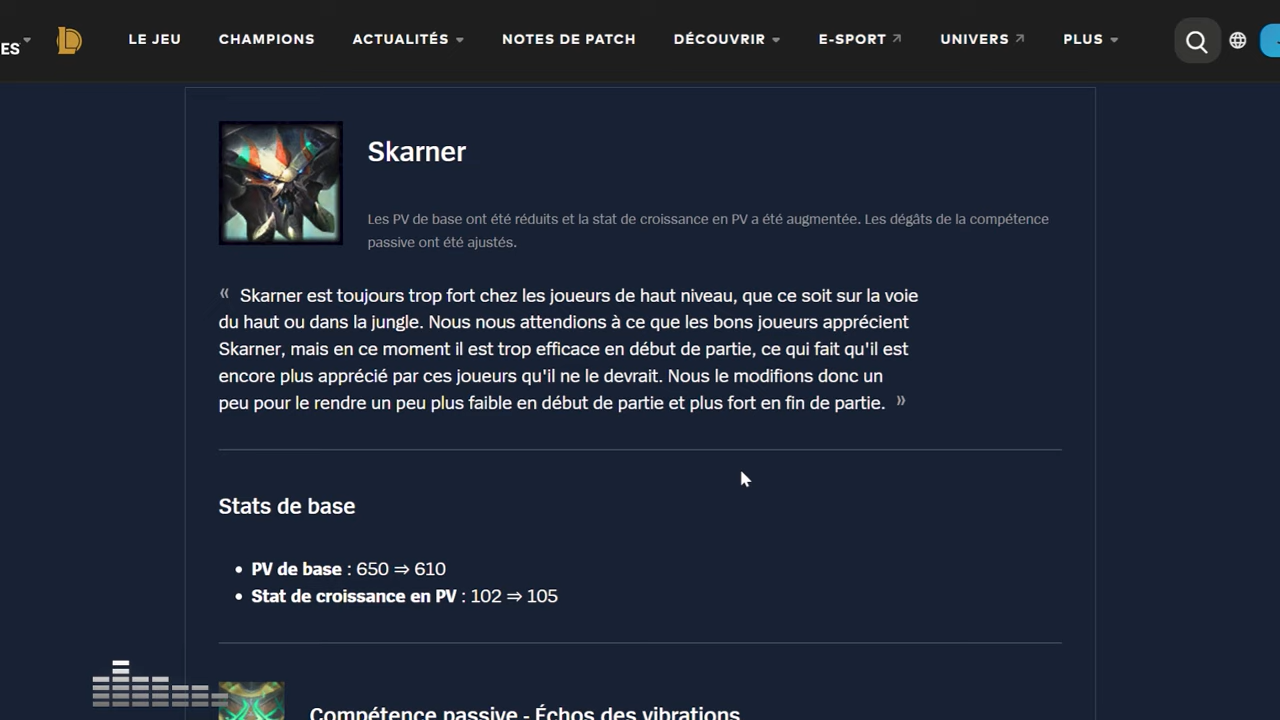 ES
LE JEU CHAMPIONS ACTUALITÉS NOTES DE PATCH DÉCOUVRIR E-SPORT UNIVERS PLUS
Skarner
Les PV de base ont été réduits et la stat de croissance en PV a été augmentée. Les dégâts de la compétence
passive ont été ajustés.
« Skarner est toujours trop fort chez les joueurs de haut niveau, que ce soit sur la voie
du haut ou dans la jungle. Nous nous attendions à ce que les bons joueurs apprécient
Skarner, mais en ce moment il est trop efficace en début de partie, ce qui fait qu'il est
encore plus apprécié par ces joueurs qu'il ne le devrait. Nous le modifions donc un
peu pour le rendre un peu plus faible en début de partie et plus fort en fin de partie. »
Stats de base
• PV de base : 650 ⇒ 610
• Stat de croissance en PV : 102 ⇒ 105
Compétence passive - Échos des vibrations